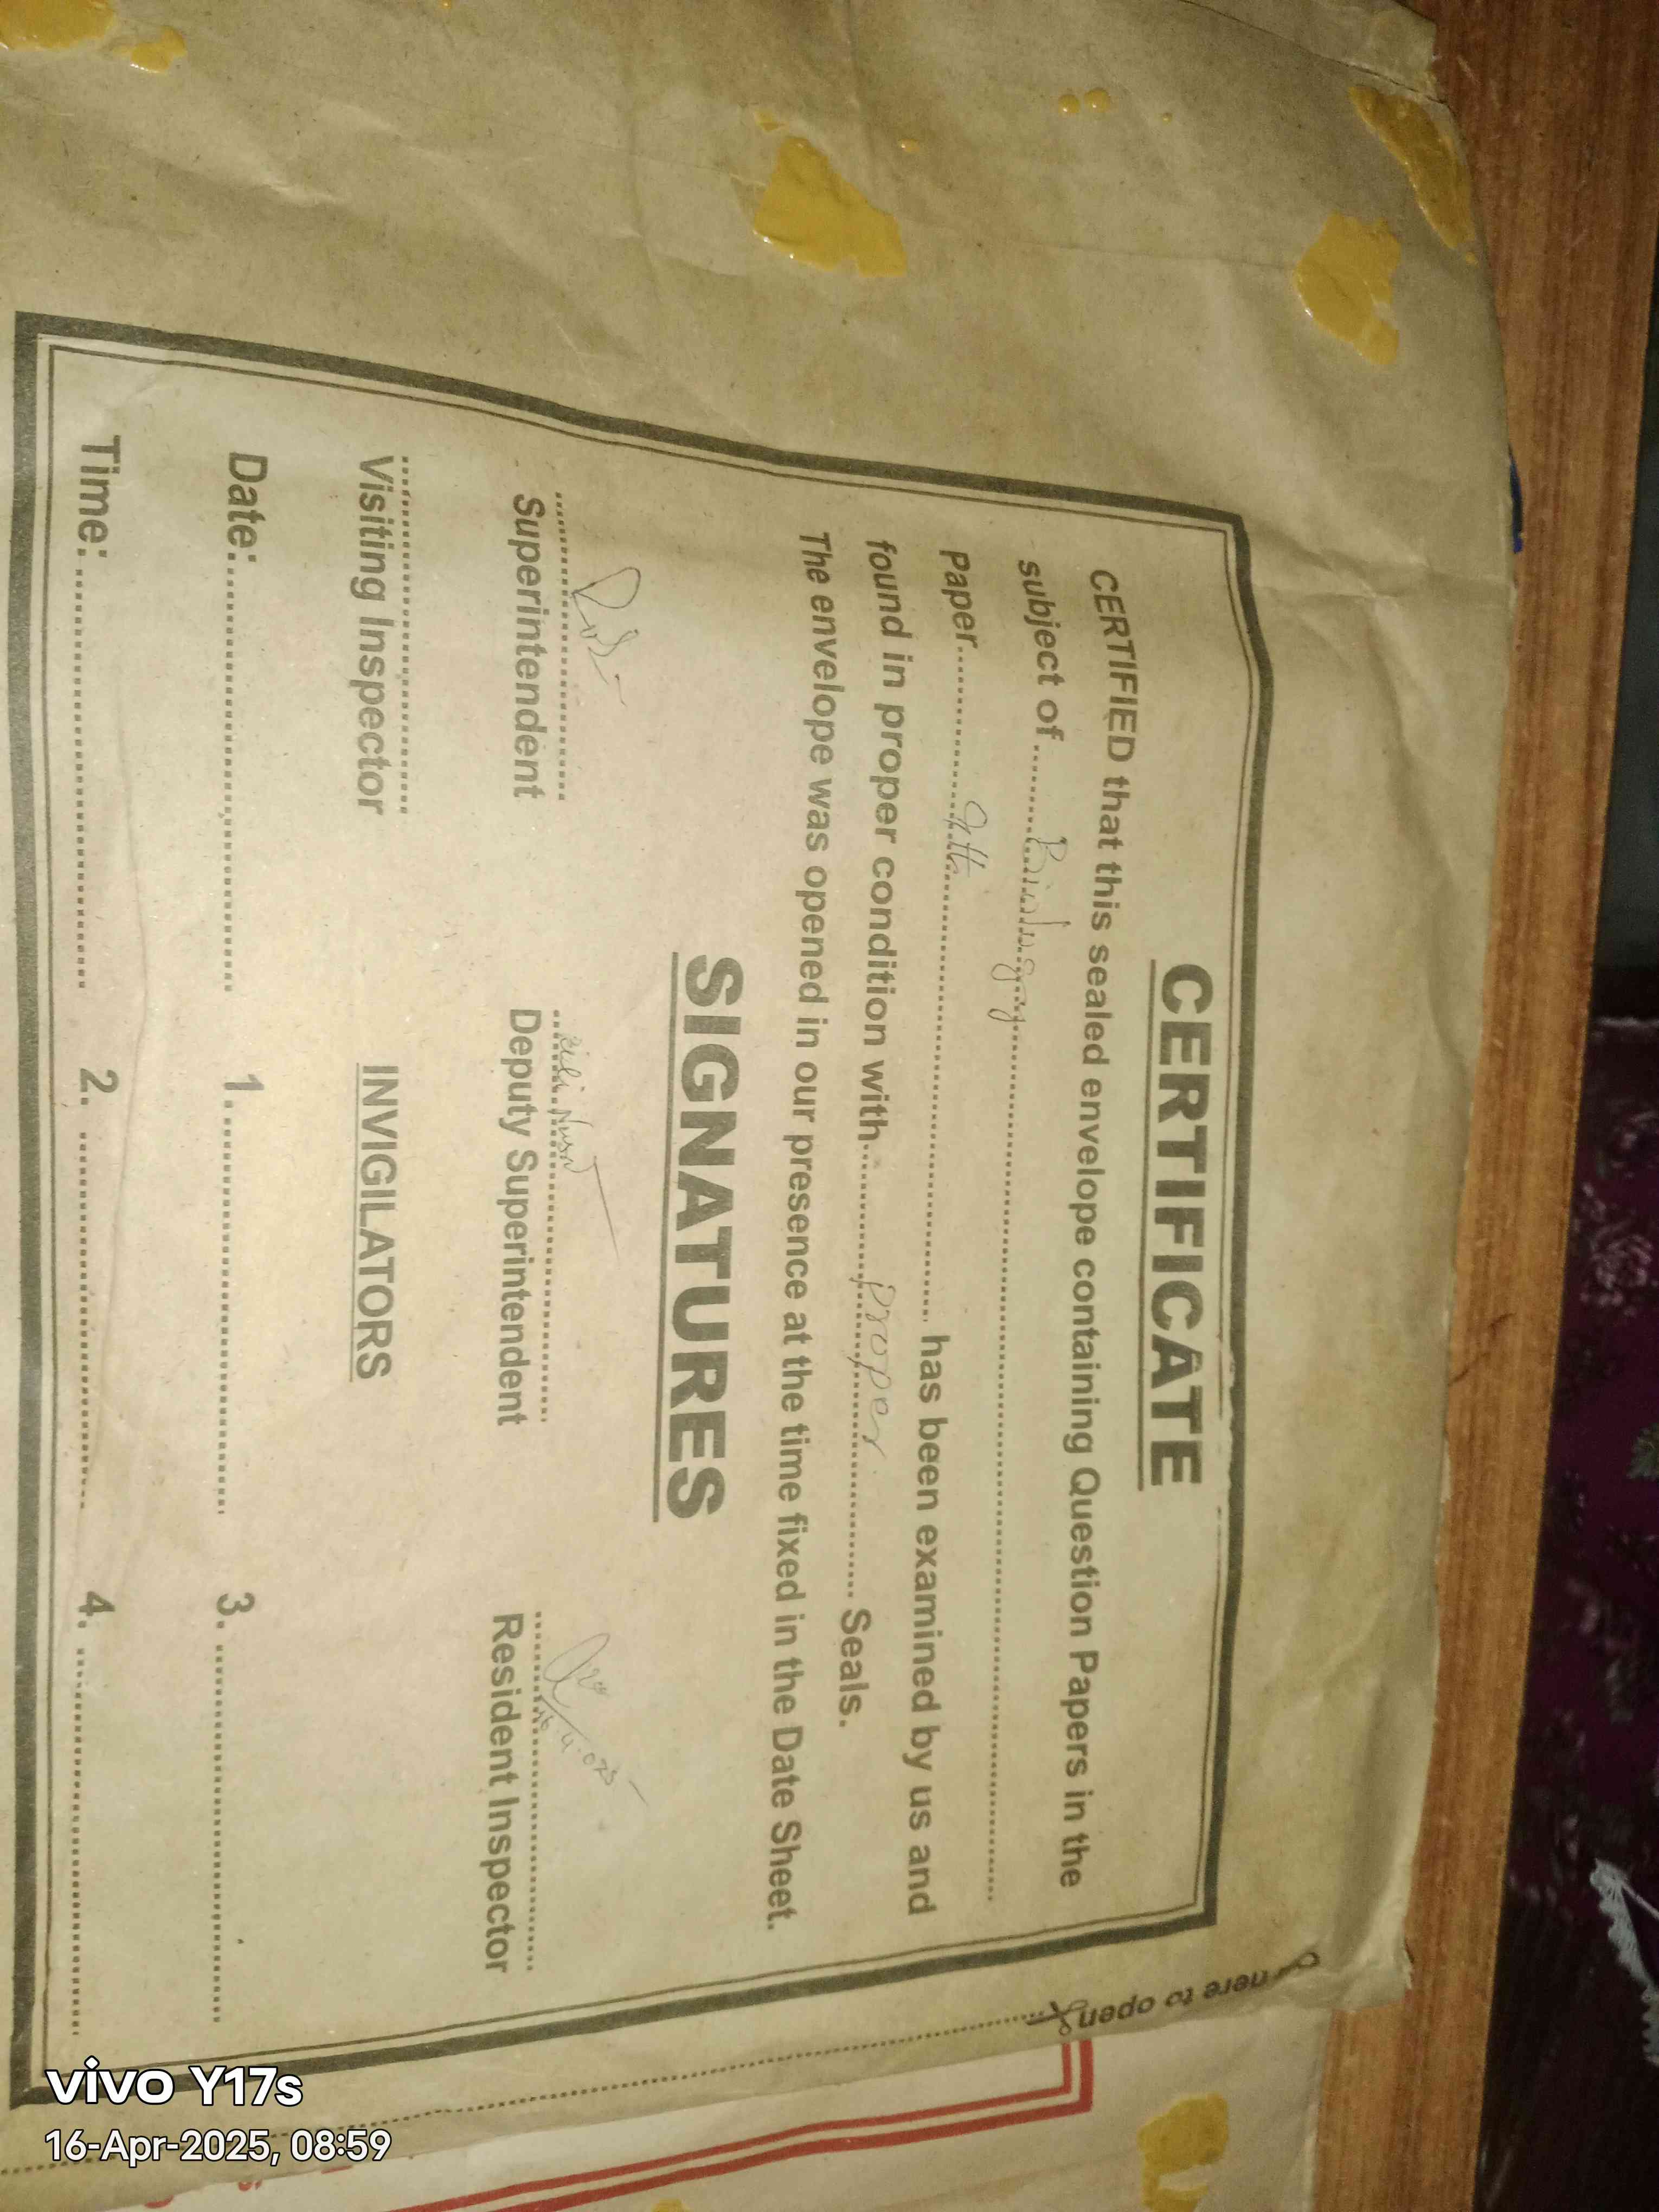 CERTIFICATE
CERTIFIED that this sealed envelope containing Question Papers in the
subject of.......... Biology ..........
Paper.......... 9th .......... has been examined by us and
found in proper condition with.......... proper .......... Seals.
The envelope was opened in our presence at the time fixed in the Date Sheet.
SIGNATURES
Superintendent Deputy Superintendent Resident Inspector
Visiting Inspector INVIGILATORS
Date:.......... 1. .......... 3. ..........
Time:.......... 2. .......... 4. ..........
here to open
vivo Y17s
16-Apr-2025, 08:59